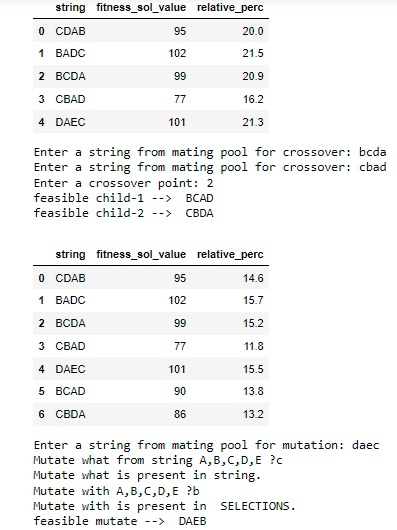 string fitness_sol_value relative_perc
0 CDAB 95 20.0
1 BADC 102 21.5
2 BCDA 99 20.9
3 CBAD 77 16.2
4 DAEC 101 21.3
Enter a string from mating pool for crossover: bcda
Enter a string from mating pool for crossover: cbad
Enter a crossover point: 2
feasible child-1 --> BCAD
feasible child-2 --> CBDA
string fitness_sol_value relative_perc
0 CDAB 95 14.6
1 BADC 102 15.7
2 BCDA 99 15.2
3 CBAD 77 11.8
4 DAEC 101 15.5
5 BCAD 90 13.8
6 CBDA 86 13.2
Enter a string from mating pool for mutation: daec
Mutate what from string A,B,C,D,E ?c
Mutate what is present in string.
Mutate with A,B,C,D,E ?b
Mutate with is present in  SELECTIONS.
feasible mutate --> DAEB